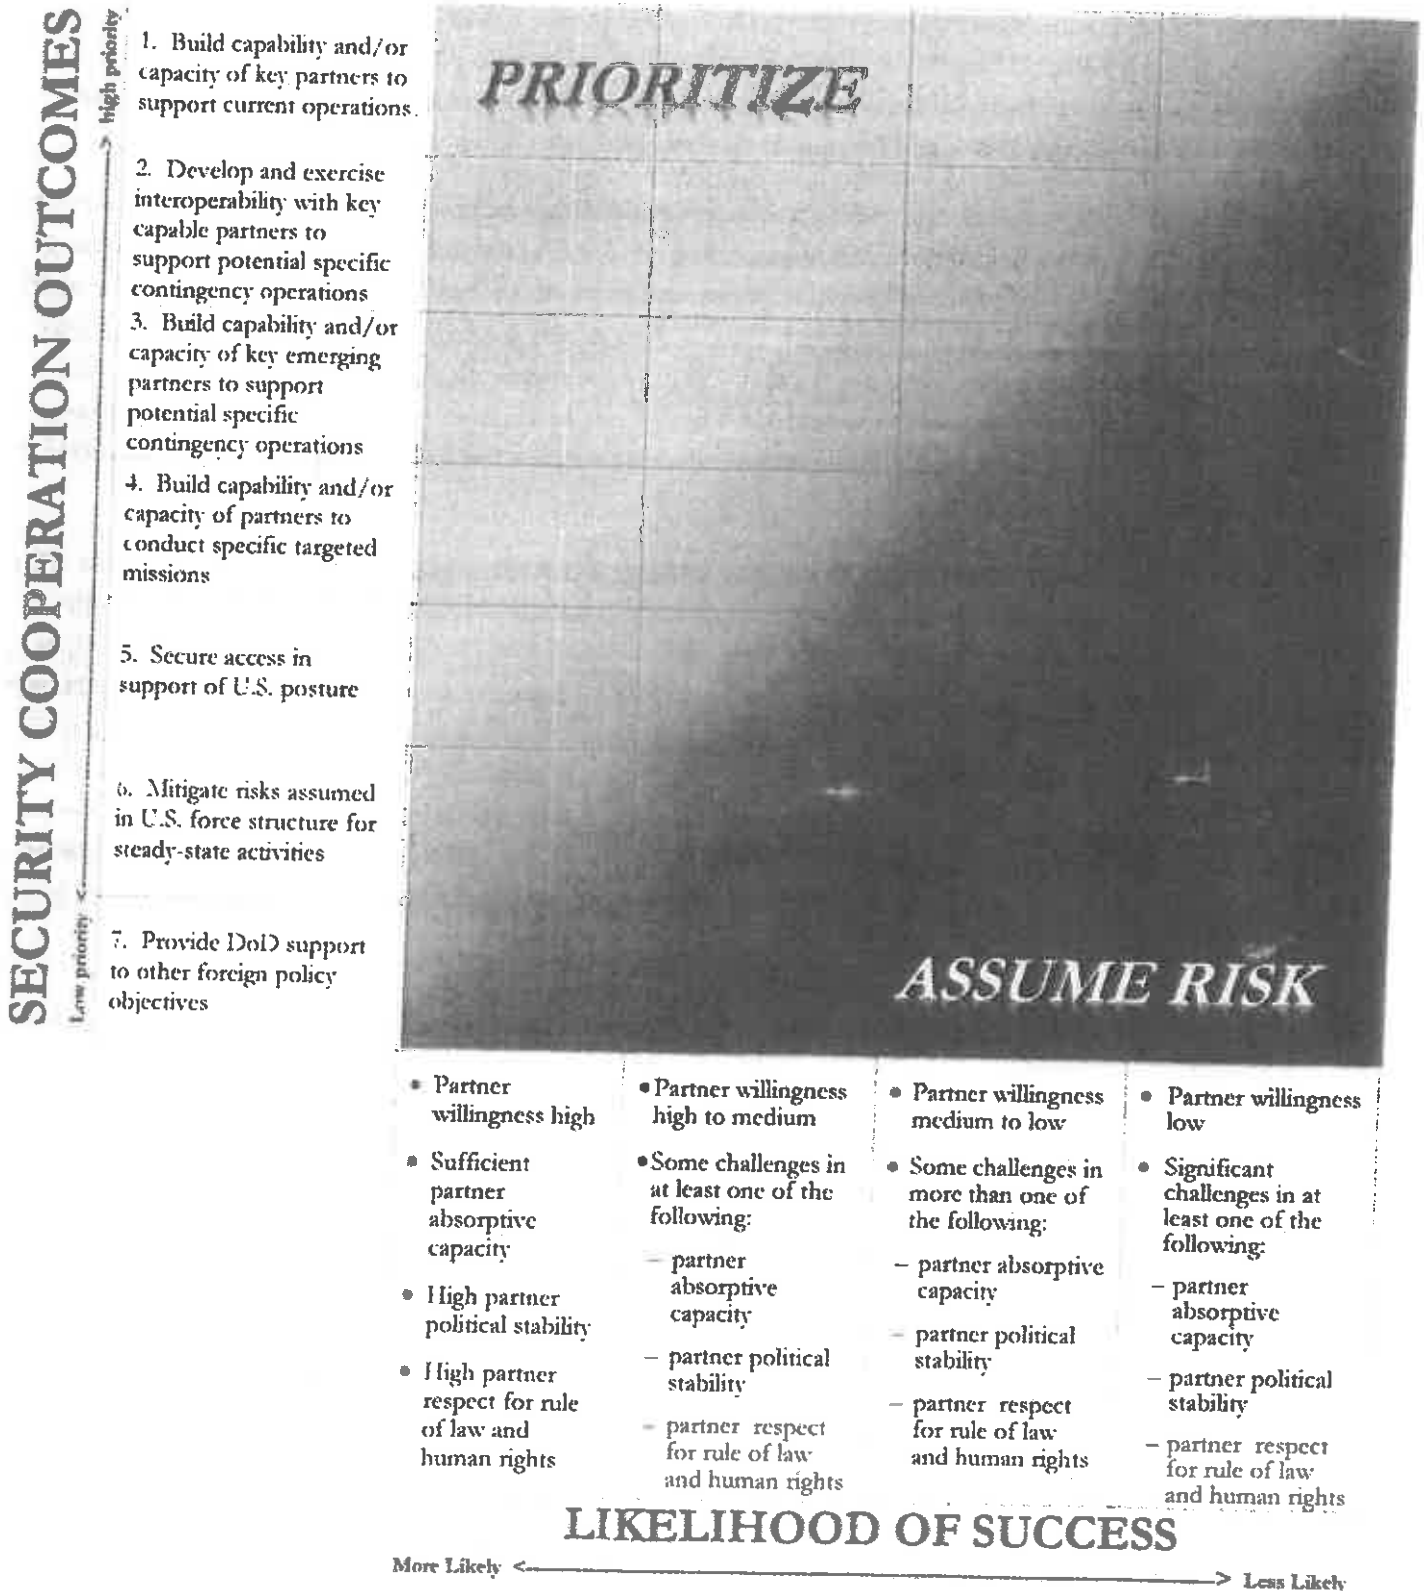 SECURITY COOPERATION OUTCOMES
high priority
Low priority
1. Build capability and/or
capacity of key partners to
support current operations.
2. Develop and exercise
interoperability with key
capable partners to
support potential specific
contingency operations
3. Build capability and/or
capacity of key emerging
partners to support
potential specific
contingency operations
4. Build capability and/or
capacity of partners to
conduct specific targeted
missions
5. Secure access in
support of U.S. posture
6. Mitigate risks assumed
in U.S. force structure for
steady-state activities
7. Provide DoD support
to other foreign policy
objectives
PRIORITIZE
ASSUME RISK
• Partner
willingness high
• Sufficient
partner
absorptive
capacity
• High partner
political stability
• High partner
respect for rule
of law and
human rights
• Partner willingness
high to medium
• Some challenges in
at least one of the
following:
– partner
absorptive
capacity
– partner political
stability
– partner respect
for rule of law
and human rights
• Partner willingness
medium to low
• Some challenges in
more than one of
the following:
– partner absorptive
capacity
– partner political
stability
– partner respect
for rule of law
and human rights
• Partner willingness
low
• Significant
challenges in at
least one of the
following:
– partner
absorptive
capacity
– partner political
stability
– partner respect
for rule of law
and human rights
LIKELIHOOD OF SUCCESS
More Likely
Less Likely